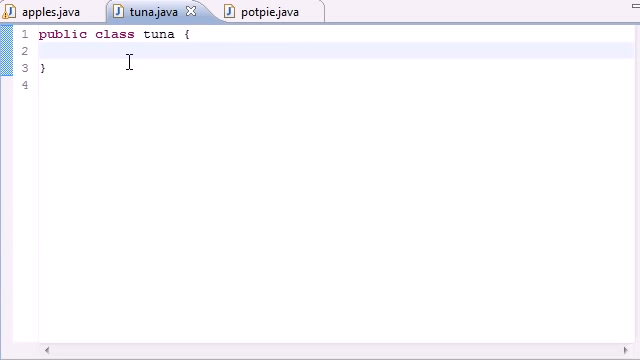 apples.java tuna.java potpie.java
1 public class tuna {
2
3 }
4